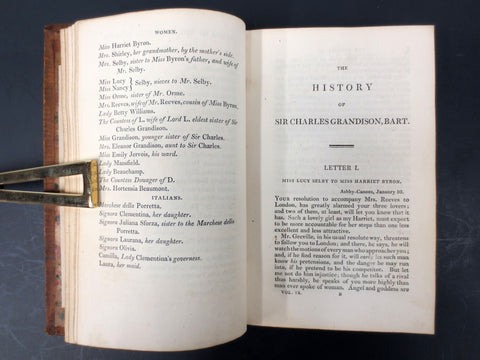 WOMEN.
Miss Harriet Byron.
Mrs. Shirley, her grandmother, by the mother's side.
Mrs. Selby, sister to Miss Byron's father, and wife of
Mr. Selby.
Miss Lucy } Selby, nieces to Mr. Selby.
Miss Nancy
Miss Orme, sister of Mr. Orme.
Mrs. Reeves, wife of Mr. Reeves, cousin of Miss Byron.
Lady Betty Williams.
The Countess of L. wife of Lord L. eldest sister of Sir
Charles Grandison.
Miss Grandison, younger sister of Sir Charles.
Mrs. Eleanor Grandison, aunt to Sir Charles.
Miss Emily Jervois, his ward.
Lady Mansfield.
Lady Beauchamp.
The Countess Dowager of D.
Mrs. Hortensia Beaumont.
ITALIANS.
Marchese della Porretta.
Signora Clementina, her daughter.
Signora Juliana Sforza, sister to the Marchese della
Porretta.
Signora Laurana, her daughter.
Signora Olivia.
Camilla, Lady Clementina's governess.
Laura, her maid.
THE
HISTORY
OF
SIR CHARLES GRANDISON, BART.
LETTER I.
MISS LUCY SELBY TO MISS HARRIET BYRON.
Ashby-Canons, January 10.
Your resolution to accompany Mrs. Reeves to
London, has greatly alarmed your three lovers:
and two of them, at least, will let you know that it
has. Such a lovely girl as my Harriet, must expect
to be more accountable for her steps than one less
excellent and less attractive.
Mr. Greville, in his usual resolute way, threatens
to follow you to London; and there, he says, he will
watch the motions of every man who approaches you;
and, if he find reason for it, will early let such man
know his pretensions, and the danger he may run
into, if he pretend to be his competitor. But let
me not do him injustice; though he talks of a rival
thus harshly, he speaks of you more highly than
man ever spoke of woman. Angel and goddess are
VOL. IX. B